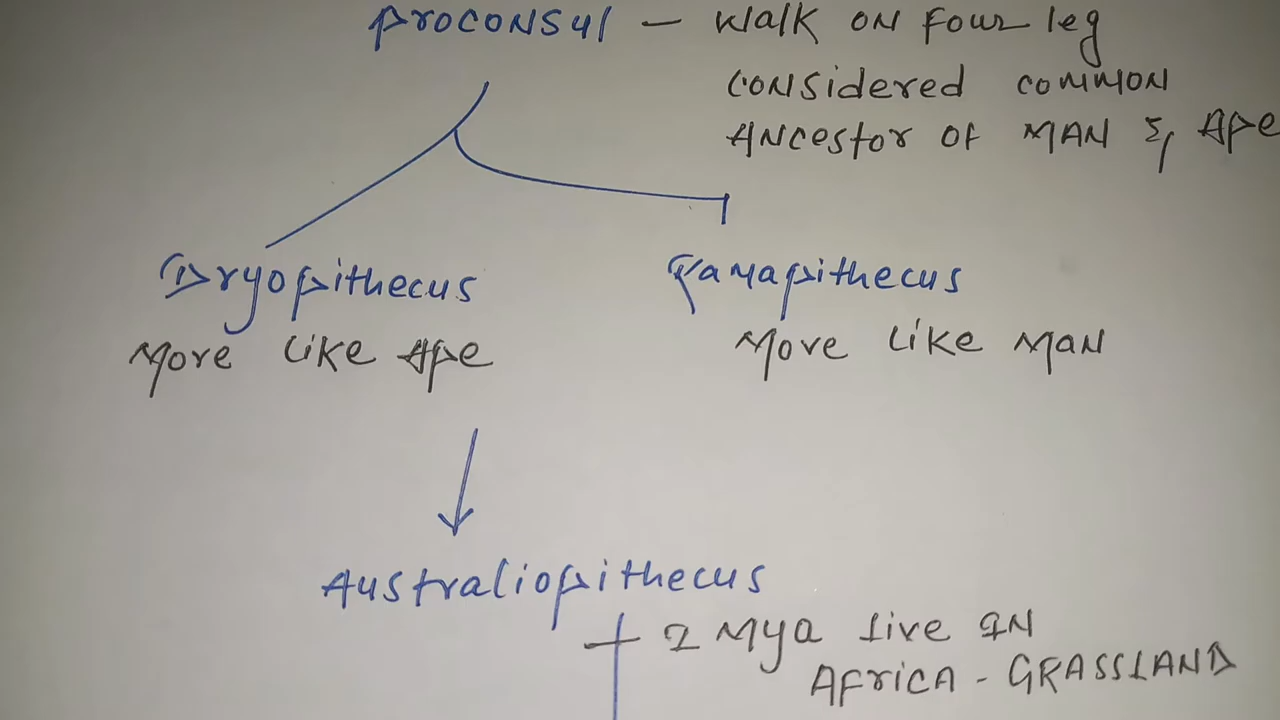 PROCONSUL — Walk ON Four leg
CONSidered COMMON
ANCestor OF MAN & Ape
Dryopithecus
Ramapithecus
More Like Ape
More Like MAN
Australiopithecus
2 Mya live IN
AFRICA - GRASSLAND